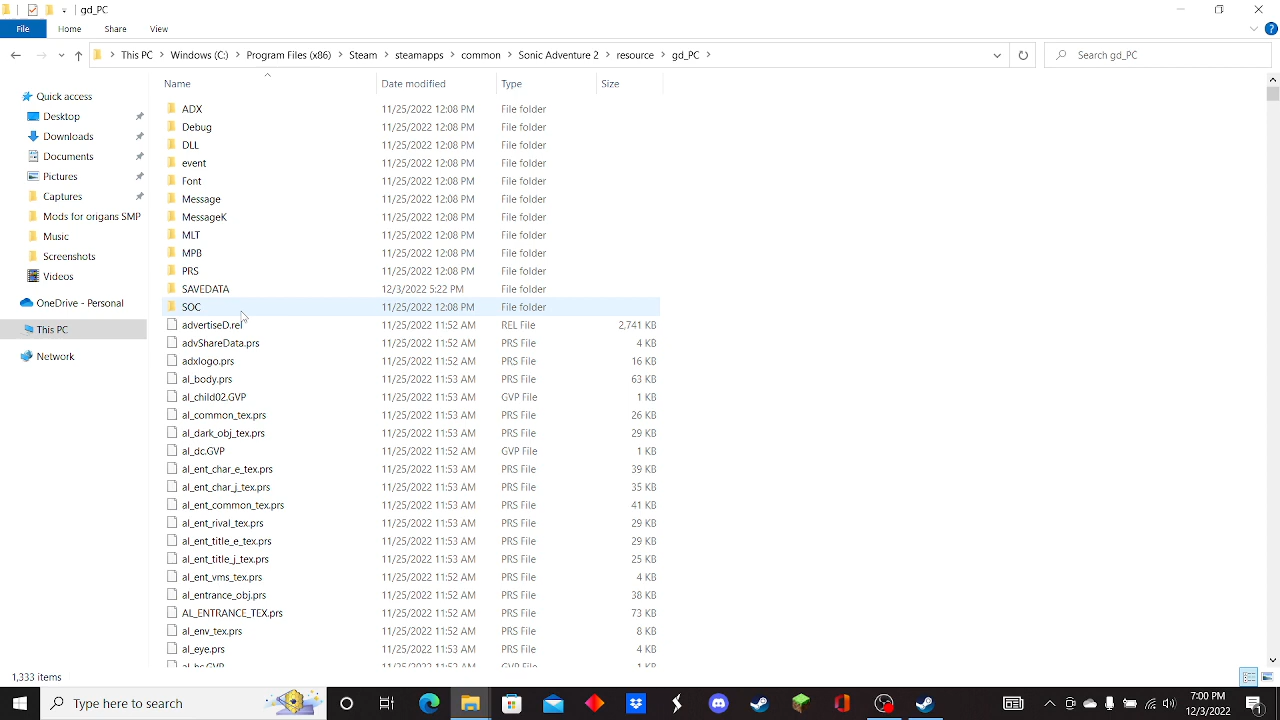 gd_PC
File Home Share View
This PC > Windows (C:) > Program Files (x86) > Steam > steamapps > common > Sonic Adventure 2 > resource > gd_PC >
Search gd_PC
Name Date modified Type Size
Quick access
Desktop
Downloads
Documents
Pictures
Captures
Mods for organs SMP
Music
Screenshots
Videos
OneDrive - Personal
This PC
Network
ADX 11/25/2022 12:08 PM File folder
Debug 11/25/2022 12:08 PM File folder
DLL 11/25/2022 12:08 PM File folder
event 11/25/2022 12:08 PM File folder
Font 11/25/2022 12:08 PM File folder
Message 11/25/2022 12:08 PM File folder
MessageK 11/25/2022 12:08 PM File folder
MLT 11/25/2022 12:08 PM File folder
MPB 11/25/2022 12:08 PM File folder
PRS 11/25/2022 12:08 PM File folder
SAVEDATA 12/3/2022 5:22 PM File folder
SOC 11/25/2022 12:08 PM File folder
advertiseD.rel 11/25/2022 11:52 AM REL File 2,741 KB
advShareData.prs 11/25/2022 11:52 AM PRS File 4 KB
adxlogo.prs 11/25/2022 11:52 AM PRS File 16 KB
al_body.prs 11/25/2022 11:53 AM PRS File 63 KB
al_child02.GVP 11/25/2022 11:53 AM GVP File 1 KB
al_common_tex.prs 11/25/2022 11:53 AM PRS File 26 KB
al_dark_obj_tex.prs 11/25/2022 11:53 AM PRS File 29 KB
al_dc.GVP 11/25/2022 11:52 AM GVP File 1 KB
al_ent_char_e_tex.prs 11/25/2022 11:53 AM PRS File 39 KB
al_ent_char_j_tex.prs 11/25/2022 11:53 AM PRS File 35 KB
al_ent_common_tex.prs 11/25/2022 11:53 AM PRS File 41 KB
al_ent_rival_tex.prs 11/25/2022 11:53 AM PRS File 29 KB
al_ent_title_e_tex.prs 11/25/2022 11:53 AM PRS File 29 KB
al_ent_title_j_tex.prs 11/25/2022 11:53 AM PRS File 25 KB
al_ent_vms_tex.prs 11/25/2022 11:52 AM PRS File 4 KB
al_entrance_obj.prs 11/25/2022 11:52 AM PRS File 38 KB
AL_ENTRANCE_TEX.prs 11/25/2022 11:52 AM PRS File 73 KB
al_env_tex.prs 11/25/2022 11:52 AM PRS File 8 KB
al_eye.prs 11/25/2022 11:53 AM PRS File 4 KB
1,333 items
Type here to search
7:00 PM
12/3/2022